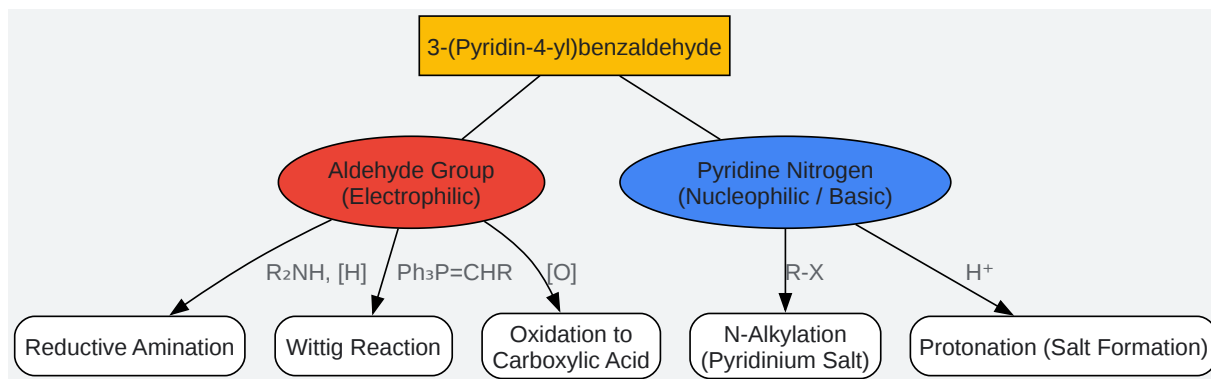 3-(Pyridin-4-yl)benzaldehyde
Aldehyde Group
(Electrophilic)
Pyridine Nitrogen
(Nucleophilic / Basic)
R₂NH, [H]
Ph₃P=CHR
[O]
R-X
H⁺
Reductive Amination
Wittig Reaction
Oxidation to
Carboxylic Acid
N-Alkylation
(Pyridinium Salt)
Protonation (Salt Formation)